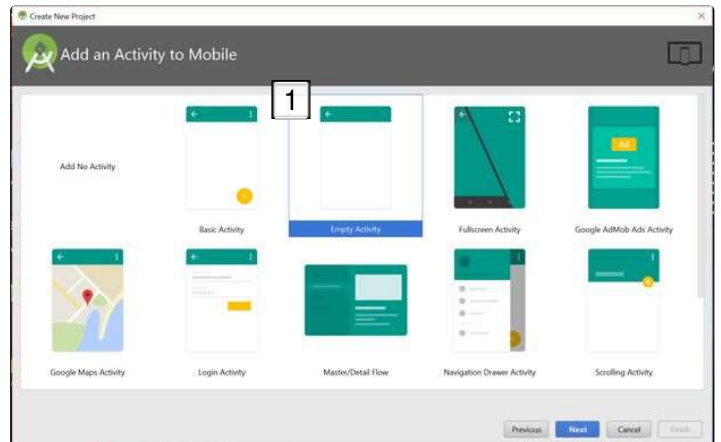 Create New Project
Add an Activity to Mobile
1
Add No Activity
Basic Activity
Empty Activity
Fullscreen Activity
Ad
Google AdMob Ads Activity
Google Maps Activity
Login Activity
Master/Detail Flow
Navigation Drawer Activity
Scrolling Activity
Previous
Next
Cancel
Finish